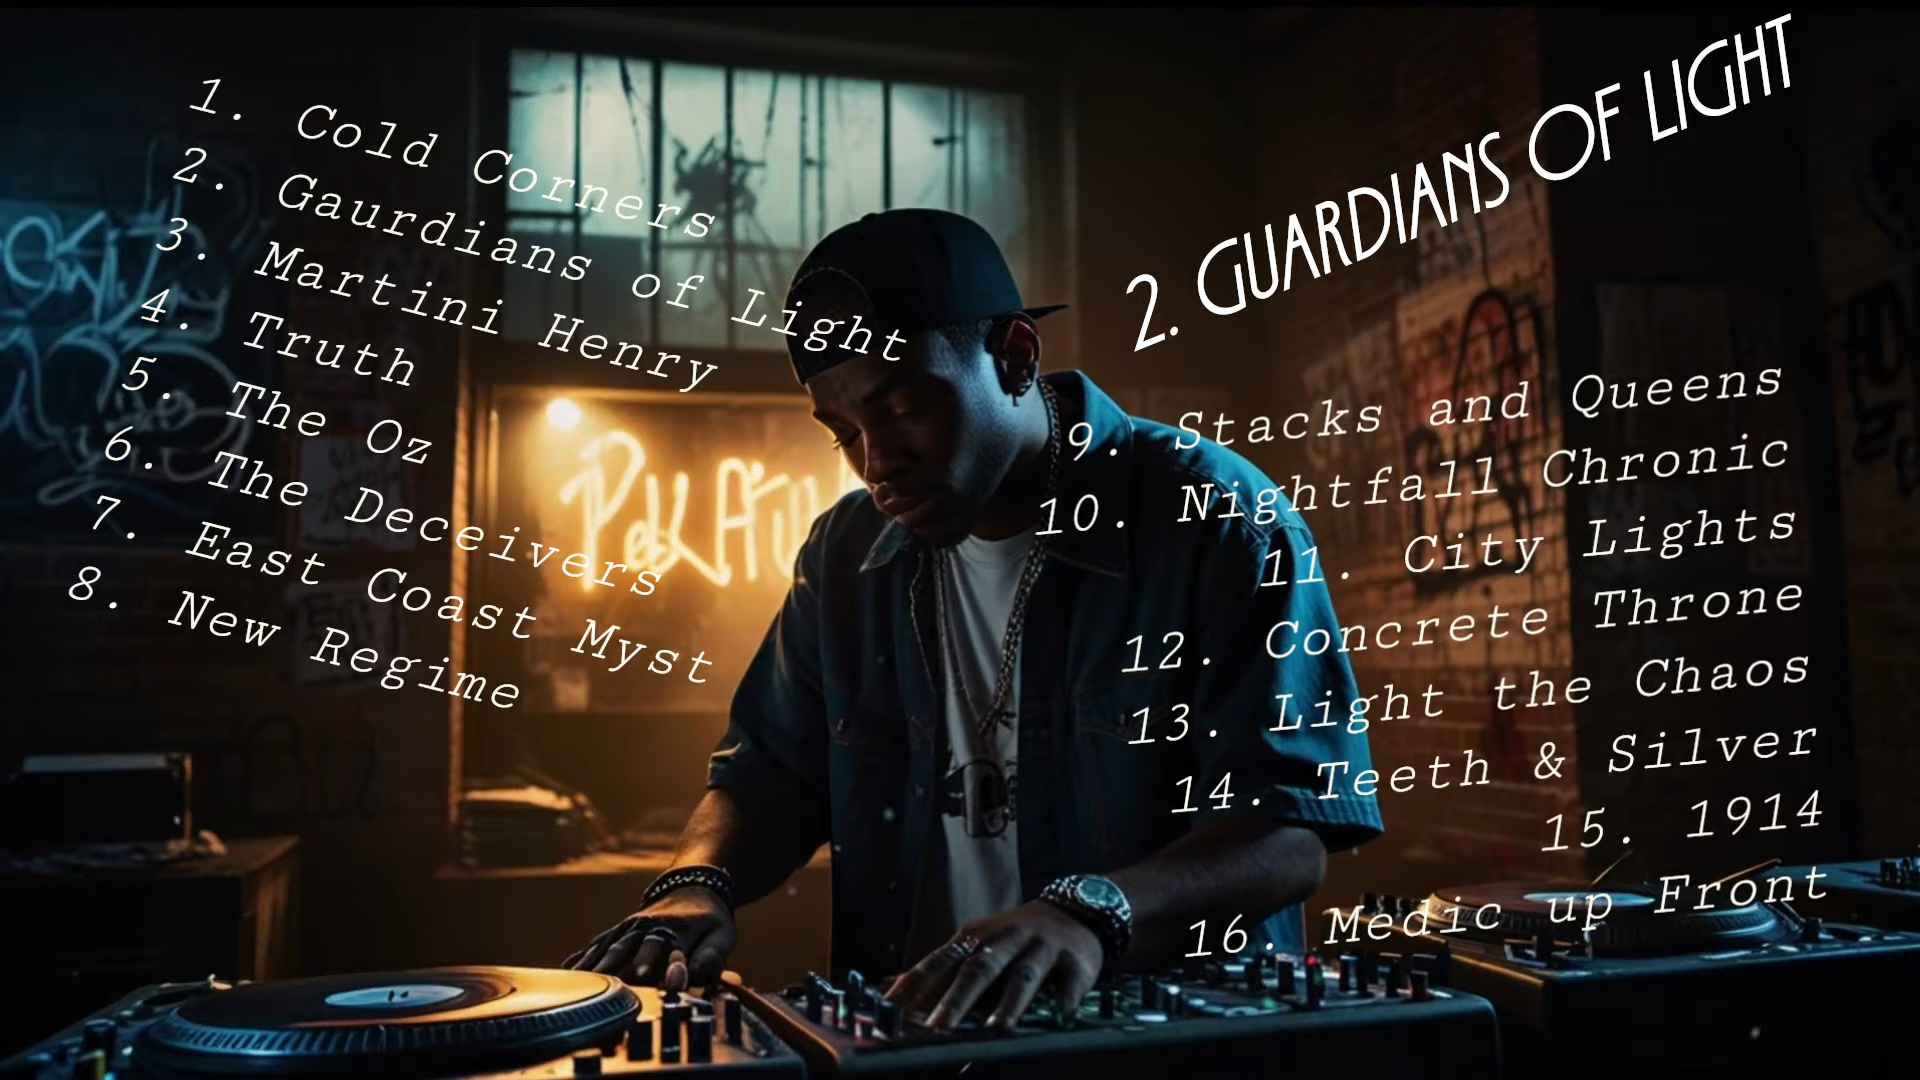 1. Cold Corners
2. Gaurdians of Light
3. Martini Henry
4. Truth
5. The Oz
6. The Deceivers
7. East Coast Myst
8. New Regime
2. GUARDIANS OF LIGHT
9. Stacks and Queens
10. Nightfall Chronic
11. City Lights
12. Concrete Throne
13. Light the Chaos
14. Teeth & Silver
15. 1914
16. Medic up Front